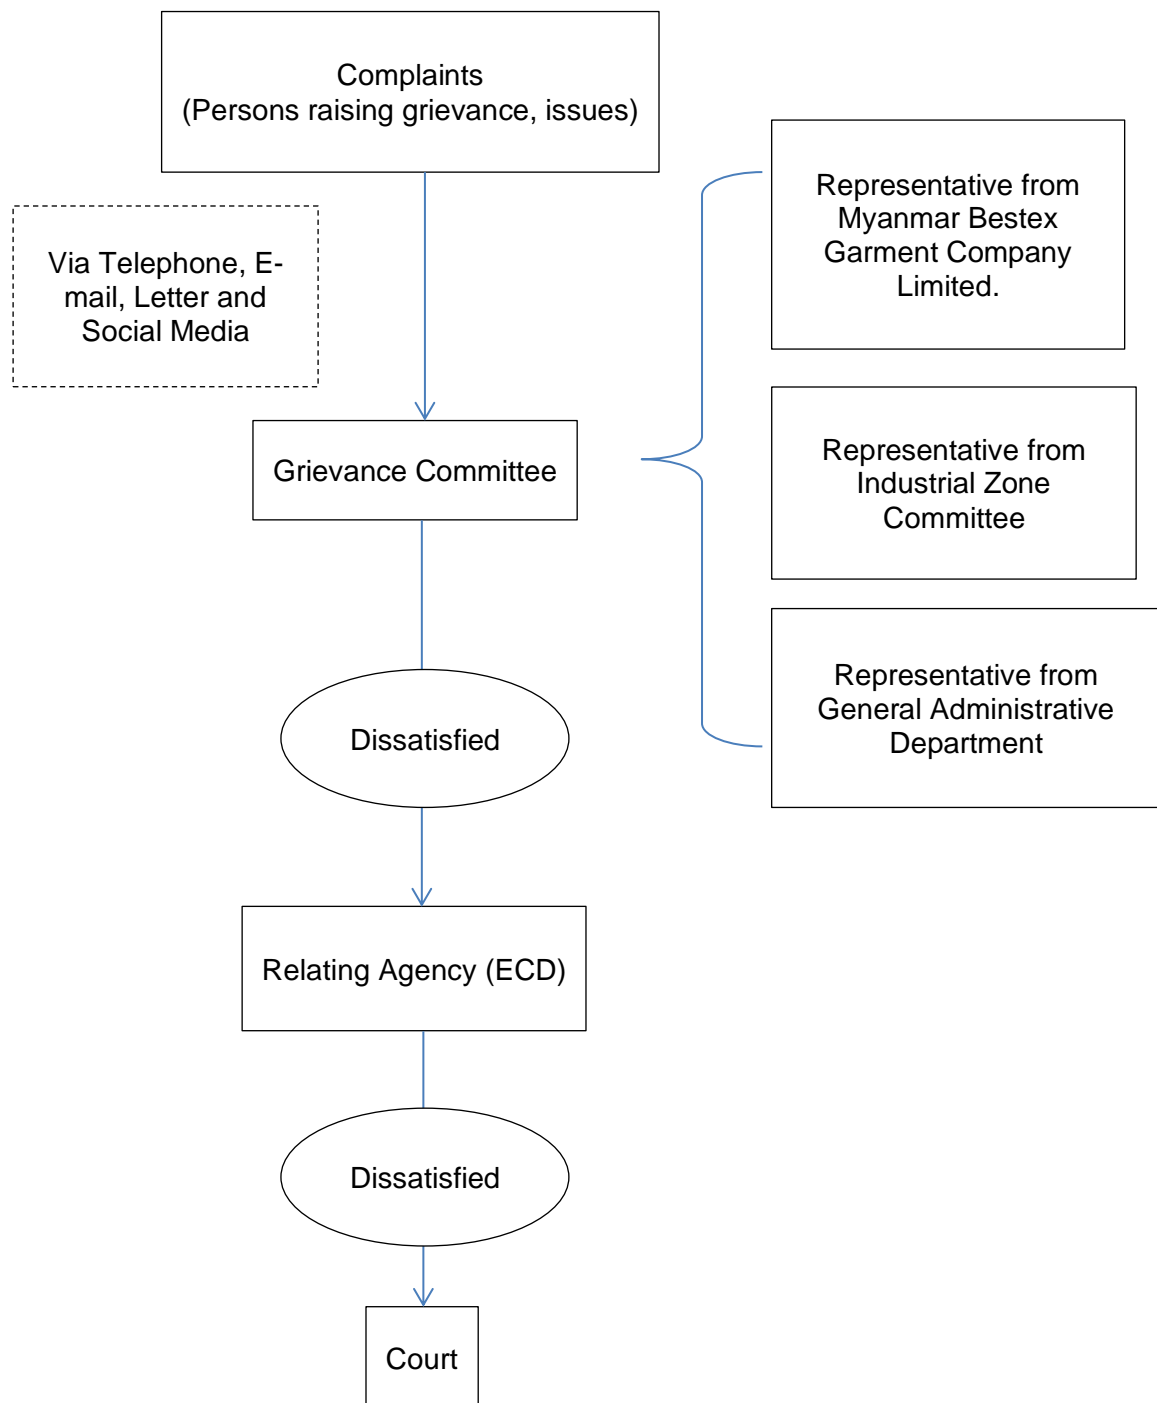 Complaints
(Persons raising grievance, issues)
Via Telephone, E-
mail, Letter and
Social Media
Grievance Committee
Representative from
Myanmar Bestex
Garment Company
Limited.
Representative from
Industrial Zone
Committee
Representative from
General Administrative
Department
Dissatisfied
Relating Agency (ECD)
Dissatisfied
Court